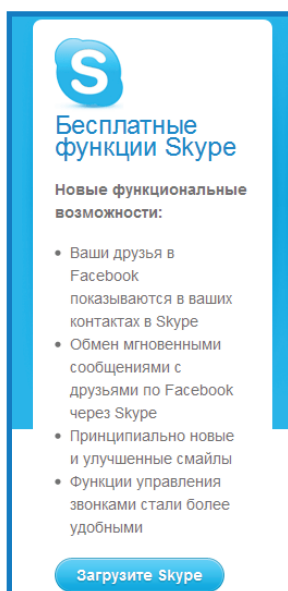 S
Бесплатные
функции Skype
Новые функциональные
возможности:
• Ваши друзья в
Facebook
показываются в ваших
контактах в Skype
• Обмен мгновенными
сообщениями с
друзьями по Facebook
через Skype
• Принципиально новые
и улучшенные смайлы
• Функции управления
звонками стали более
удобными
Загрузите Skype